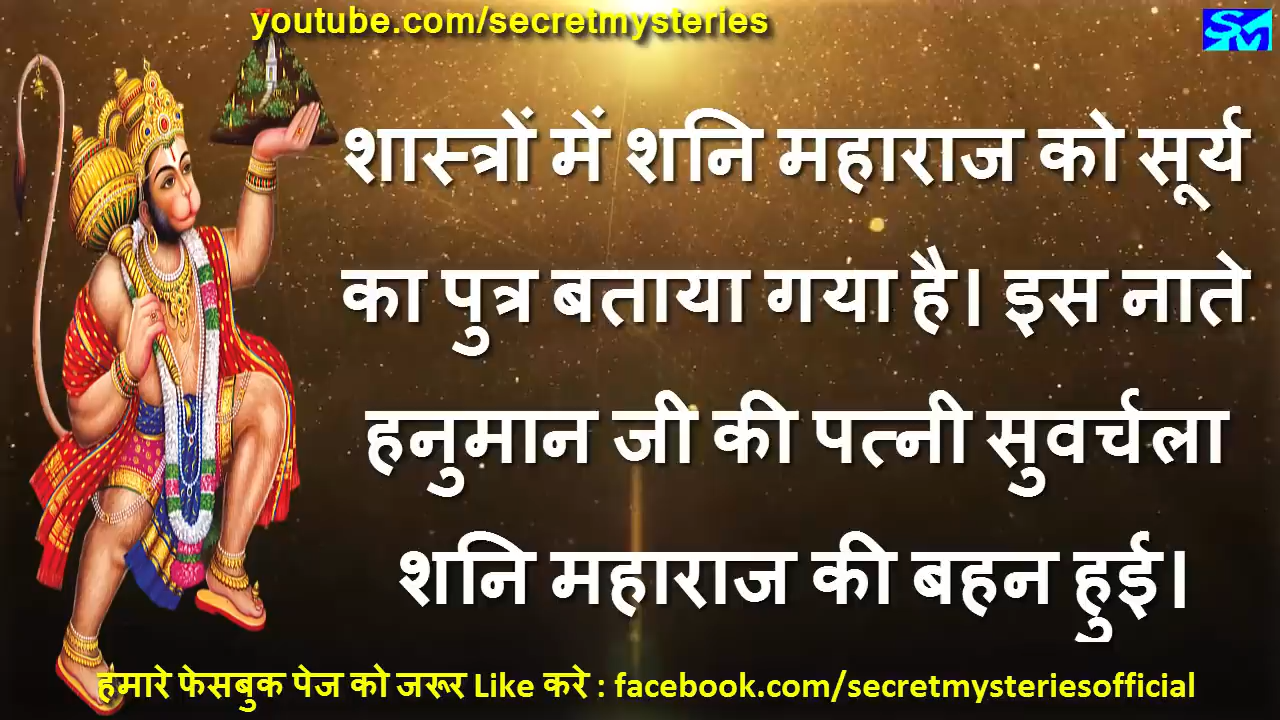 youtube.com/secretmysteries
SM
शास्त्रों में शनि महाराज को सूर्य
का पुत्र बताया गया है। इस नाते
हनुमान जी की पत्नी सुवर्चला
शनि महाराज की बहन हुई।
हमारे फेसबुक पेज को जरूर Like करे : facebook.com/secretmysteriesofficial